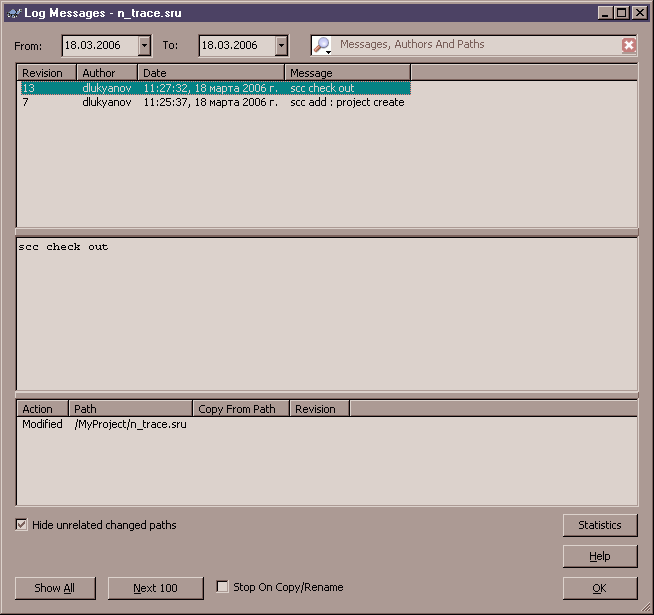 Log Messages - n_trace.sru
From: 18.03.2006 To: 18.03.2006 Messages, Authors And Paths
Revision Author Date Message
13 dlukyanov 11:27:32, 18 марта 2006 г. scc check out
7 dlukyanov 11:25:37, 18 марта 2006 г. scc add : project create
scc check out
Action Path Copy From Path Revision
Modified /MyProject/n_trace.sru
Hide unrelated changed paths Statistics
Help
Show All Next 100 Stop On Copy/Rename OK